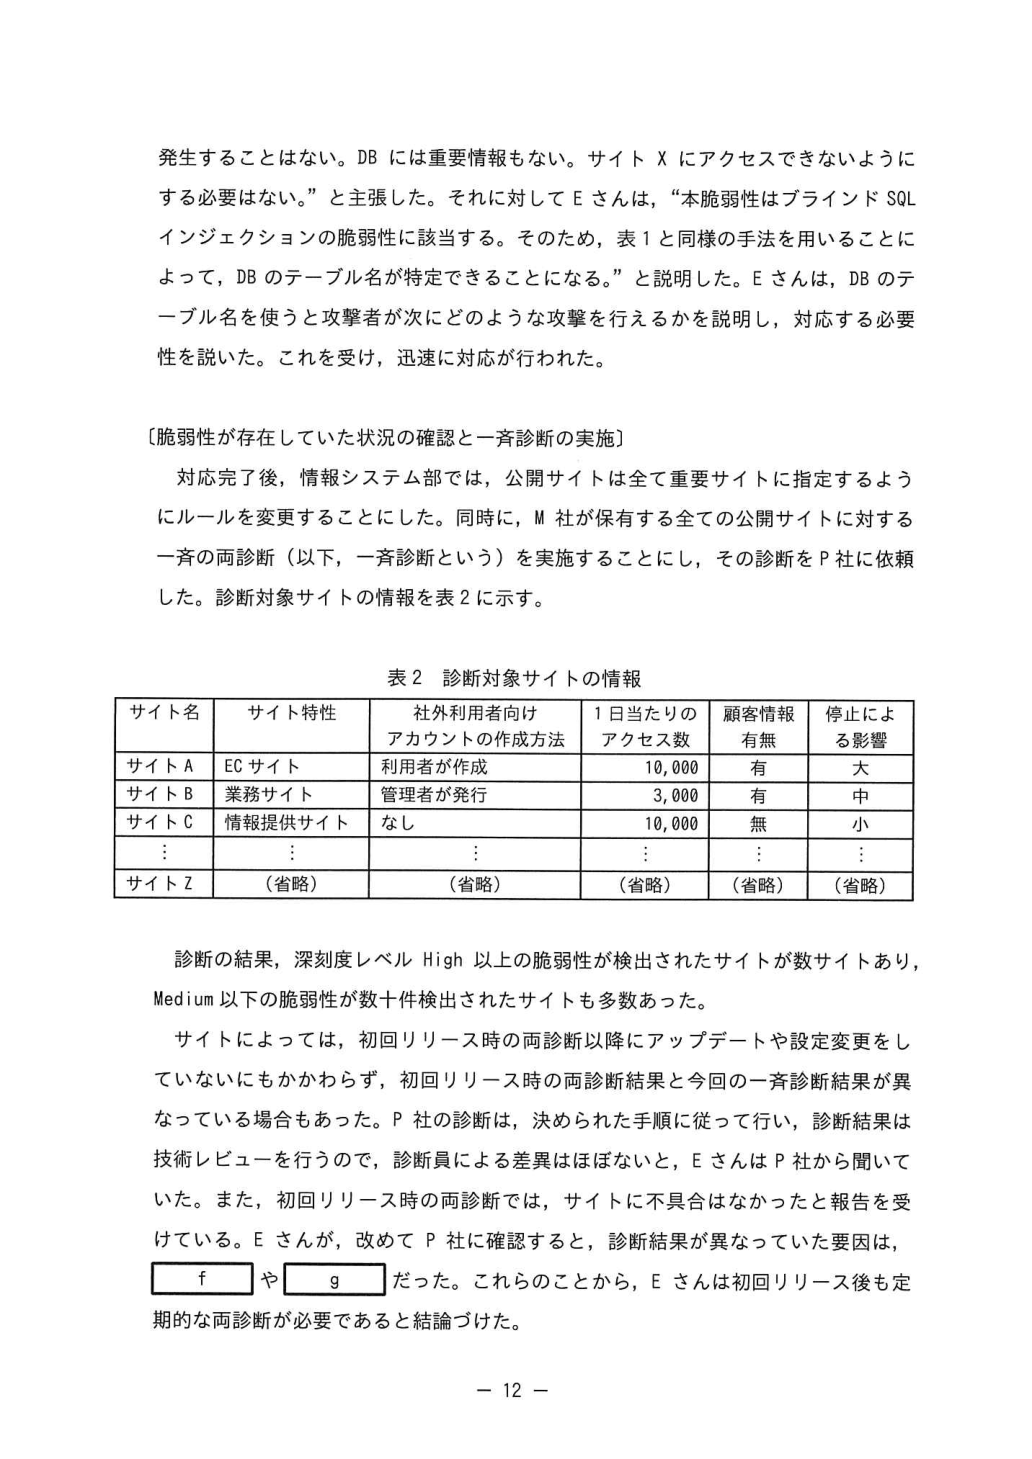 発生することはない。DB には重要情報もない。サイト X にアクセスできないように
する必要はない。” と主張した。それに対して E さんは，“本脆弱性はブラインド SQL
インジェクションの脆弱性に該当する。そのため，表 1 と同様の手法を用いることに
よって，DB のテーブル名が特定できることになる。” と説明した。E さんは，DB のテ
ーブル名を使うと攻撃者が次にどのような攻撃を行えるかを説明し，対応する必要
性を説いた。これを受け，迅速に対応が行われた。
〔脆弱性が存在していた状況の確認と一斉診断の実施〕
対応完了後，情報システム部では，公開サイトは全て重要サイトに指定するよう
にルールを変更することにした。同時に，M 社が保有する全ての公開サイトに対する
一斉の両診断（以下，一斉診断という）を実施することにし，その診断を P 社に依頼
した。診断対象サイトの情報を表 2 に示す。
表 2 診断対象サイトの情報
サイト名 サイト特性 社外利用者向け アカウントの作成方法 1 日当たりの アクセス数 顧客情報 有無 停止によ る影響
サイト A EC サイト 利用者が作成 10,000 有 大
サイト B 業務サイト 管理者が発行 3,000 有 中
サイト C 情報提供サイト なし 10,000 無 小
⋮ ⋮ ⋮ ⋮ ⋮ ⋮
サイト Z （省略） （省略） （省略） （省略） （省略）
診断の結果，深刻度レベル High 以上の脆弱性が検出されたサイトが数サイトあり，
Medium 以下の脆弱性が数十件検出されたサイトも多数あった。
サイトによっては，初回リリース時の両診断以降にアップデートや設定変更をし
ていないにもかかわらず，初回リリース時の両診断結果と今回の一斉診断結果が異
なっている場合もあった。P 社の診断は，決められた手順に従って行い，診断結果は
技術レビューを行うので，診断員による差異はほぼないと，E さんは P 社から聞いて
いた。また，初回リリース時の両診断では，サイトに不具合はなかったと報告を受
けている。E さんが，改めて P 社に確認すると，診断結果が異なっていた要因は，
f や g だった。これらのことから，E さんは初回リリース後も定
期的な両診断が必要であると結論づけた。
－ 12 －